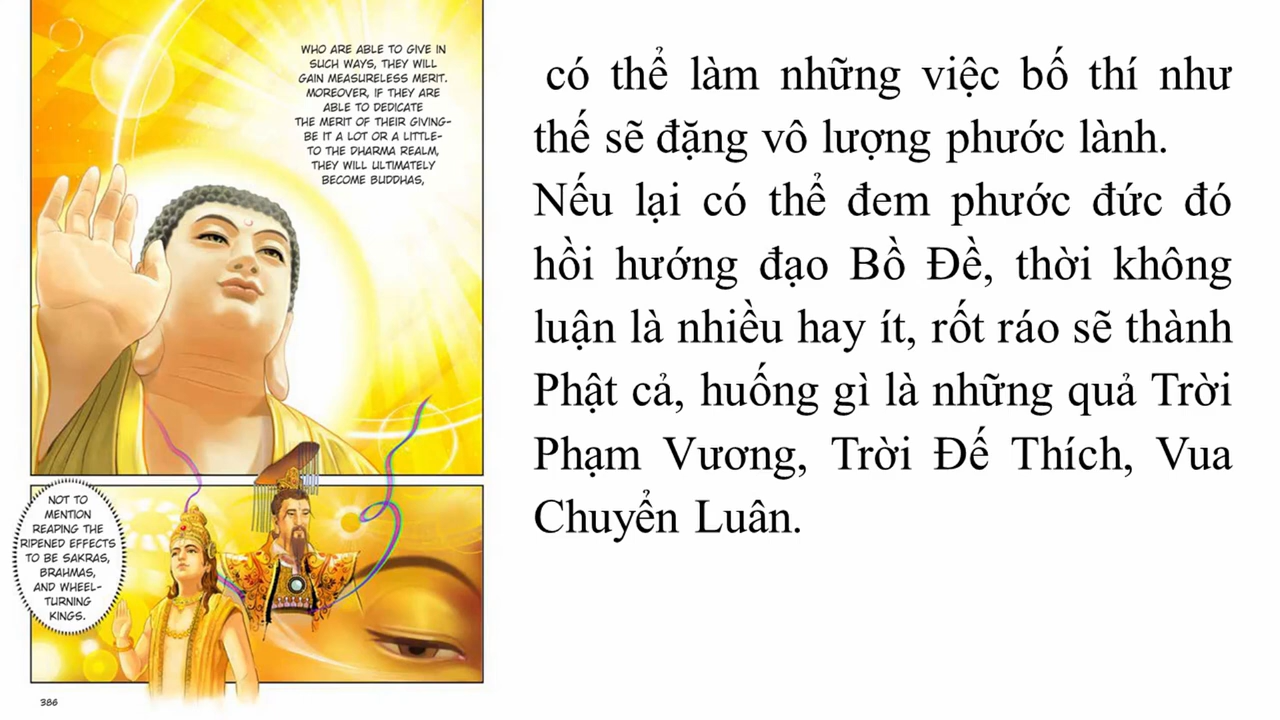 WHO ARE ABLE TO GIVE IN
SUCH WAYS, THEY WILL
GAIN MEASURELESS MERIT.
MOREOVER, IF THEY ARE
ABLE TO DEDICATE
THE MERIT OF THEIR GIVING-
BE IT A LOT OR A LITTLE-
TO THE DHARMA REALM,
THEY WILL ULTIMATELY
BECOME BUDDHAS,
NOT TO
MENTION
REAPING THE
RIPENED EFFECTS
TO BE SAKRAS,
BRAHMAS,
AND WHEEL-
TURNING
KINGS.
386
có thể làm những việc bố thí như
thế sẽ đặng vô lượng phước lành.
Nếu lại có thể đem phước đức đó
hồi hướng đạo Bồ Đề, thời không
luận là nhiều hay ít, rốt ráo sẽ thành
Phật cả, huống gì là những quả Trời
Phạm Vương, Trời Đế Thích, Vua
Chuyển Luân.